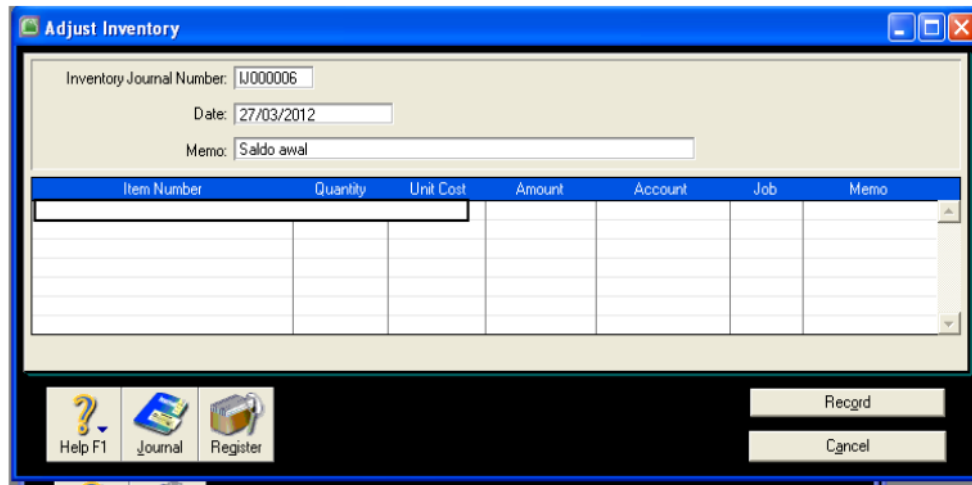 Adjust Inventory
Inventory Journal Number: IJ000006
Date: 27/03/2012
Memo: Saldo awal
Item Number Quantity Unit Cost Amount Account Job Memo
Help F1 Journal Register
Record
Cancel